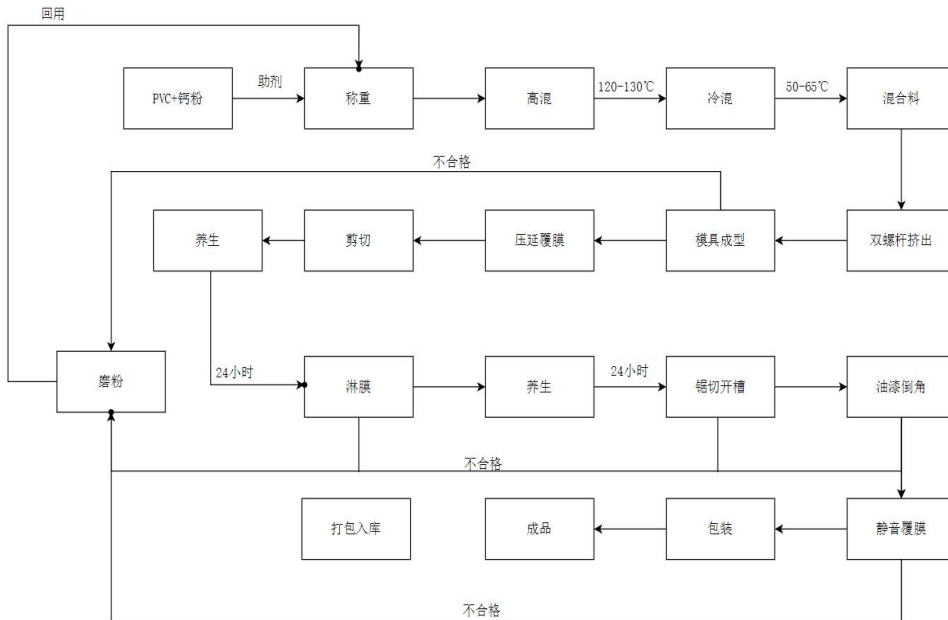 回用
PVC+钙粉
助剂
称重
高混
120-130℃
冷混
50-65℃
混合料
不合格
养生
剪切
压延覆膜
模具成型
双螺杆挤出
磨粉
24小时
淋膜
养生
24小时
锯切开槽
油漆倒角
不合格
打包入库
成品
包装
静音覆膜
不合格